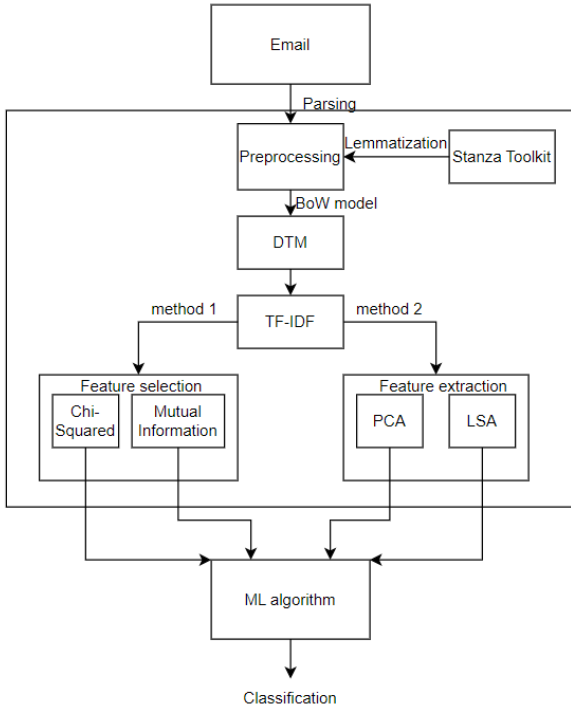 Email
Parsing
Preprocessing
Lemmatization
Stanza Toolkit
BoW model
DTM
TF-IDF
method 1
method 2
Feature selection
Chi-
Squared
Mutual
Information
Feature extraction
PCA
LSA
ML algorithm
Classification